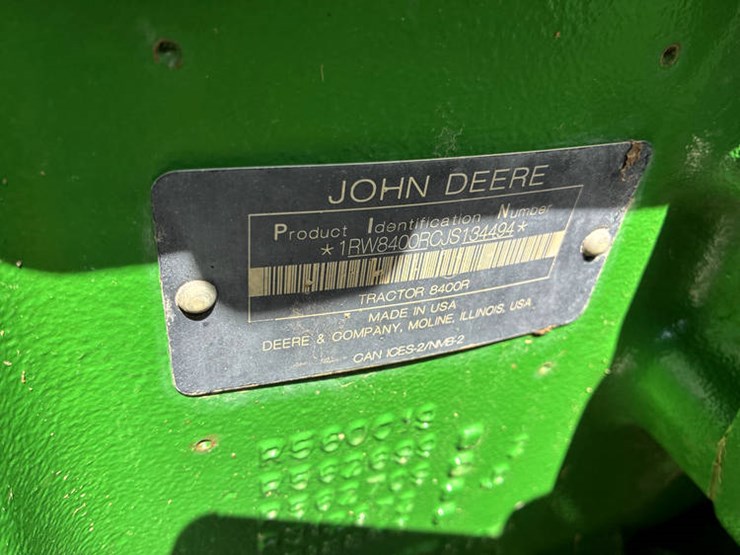 JOHN DEERE
Product Identification Number
*1RW8400RCJS134494*
TRACTOR 8400R
MADE IN USA
DEERE & COMPANY, MOLINE, ILLINOIS, USA
CAN ICES-2/NMB-2